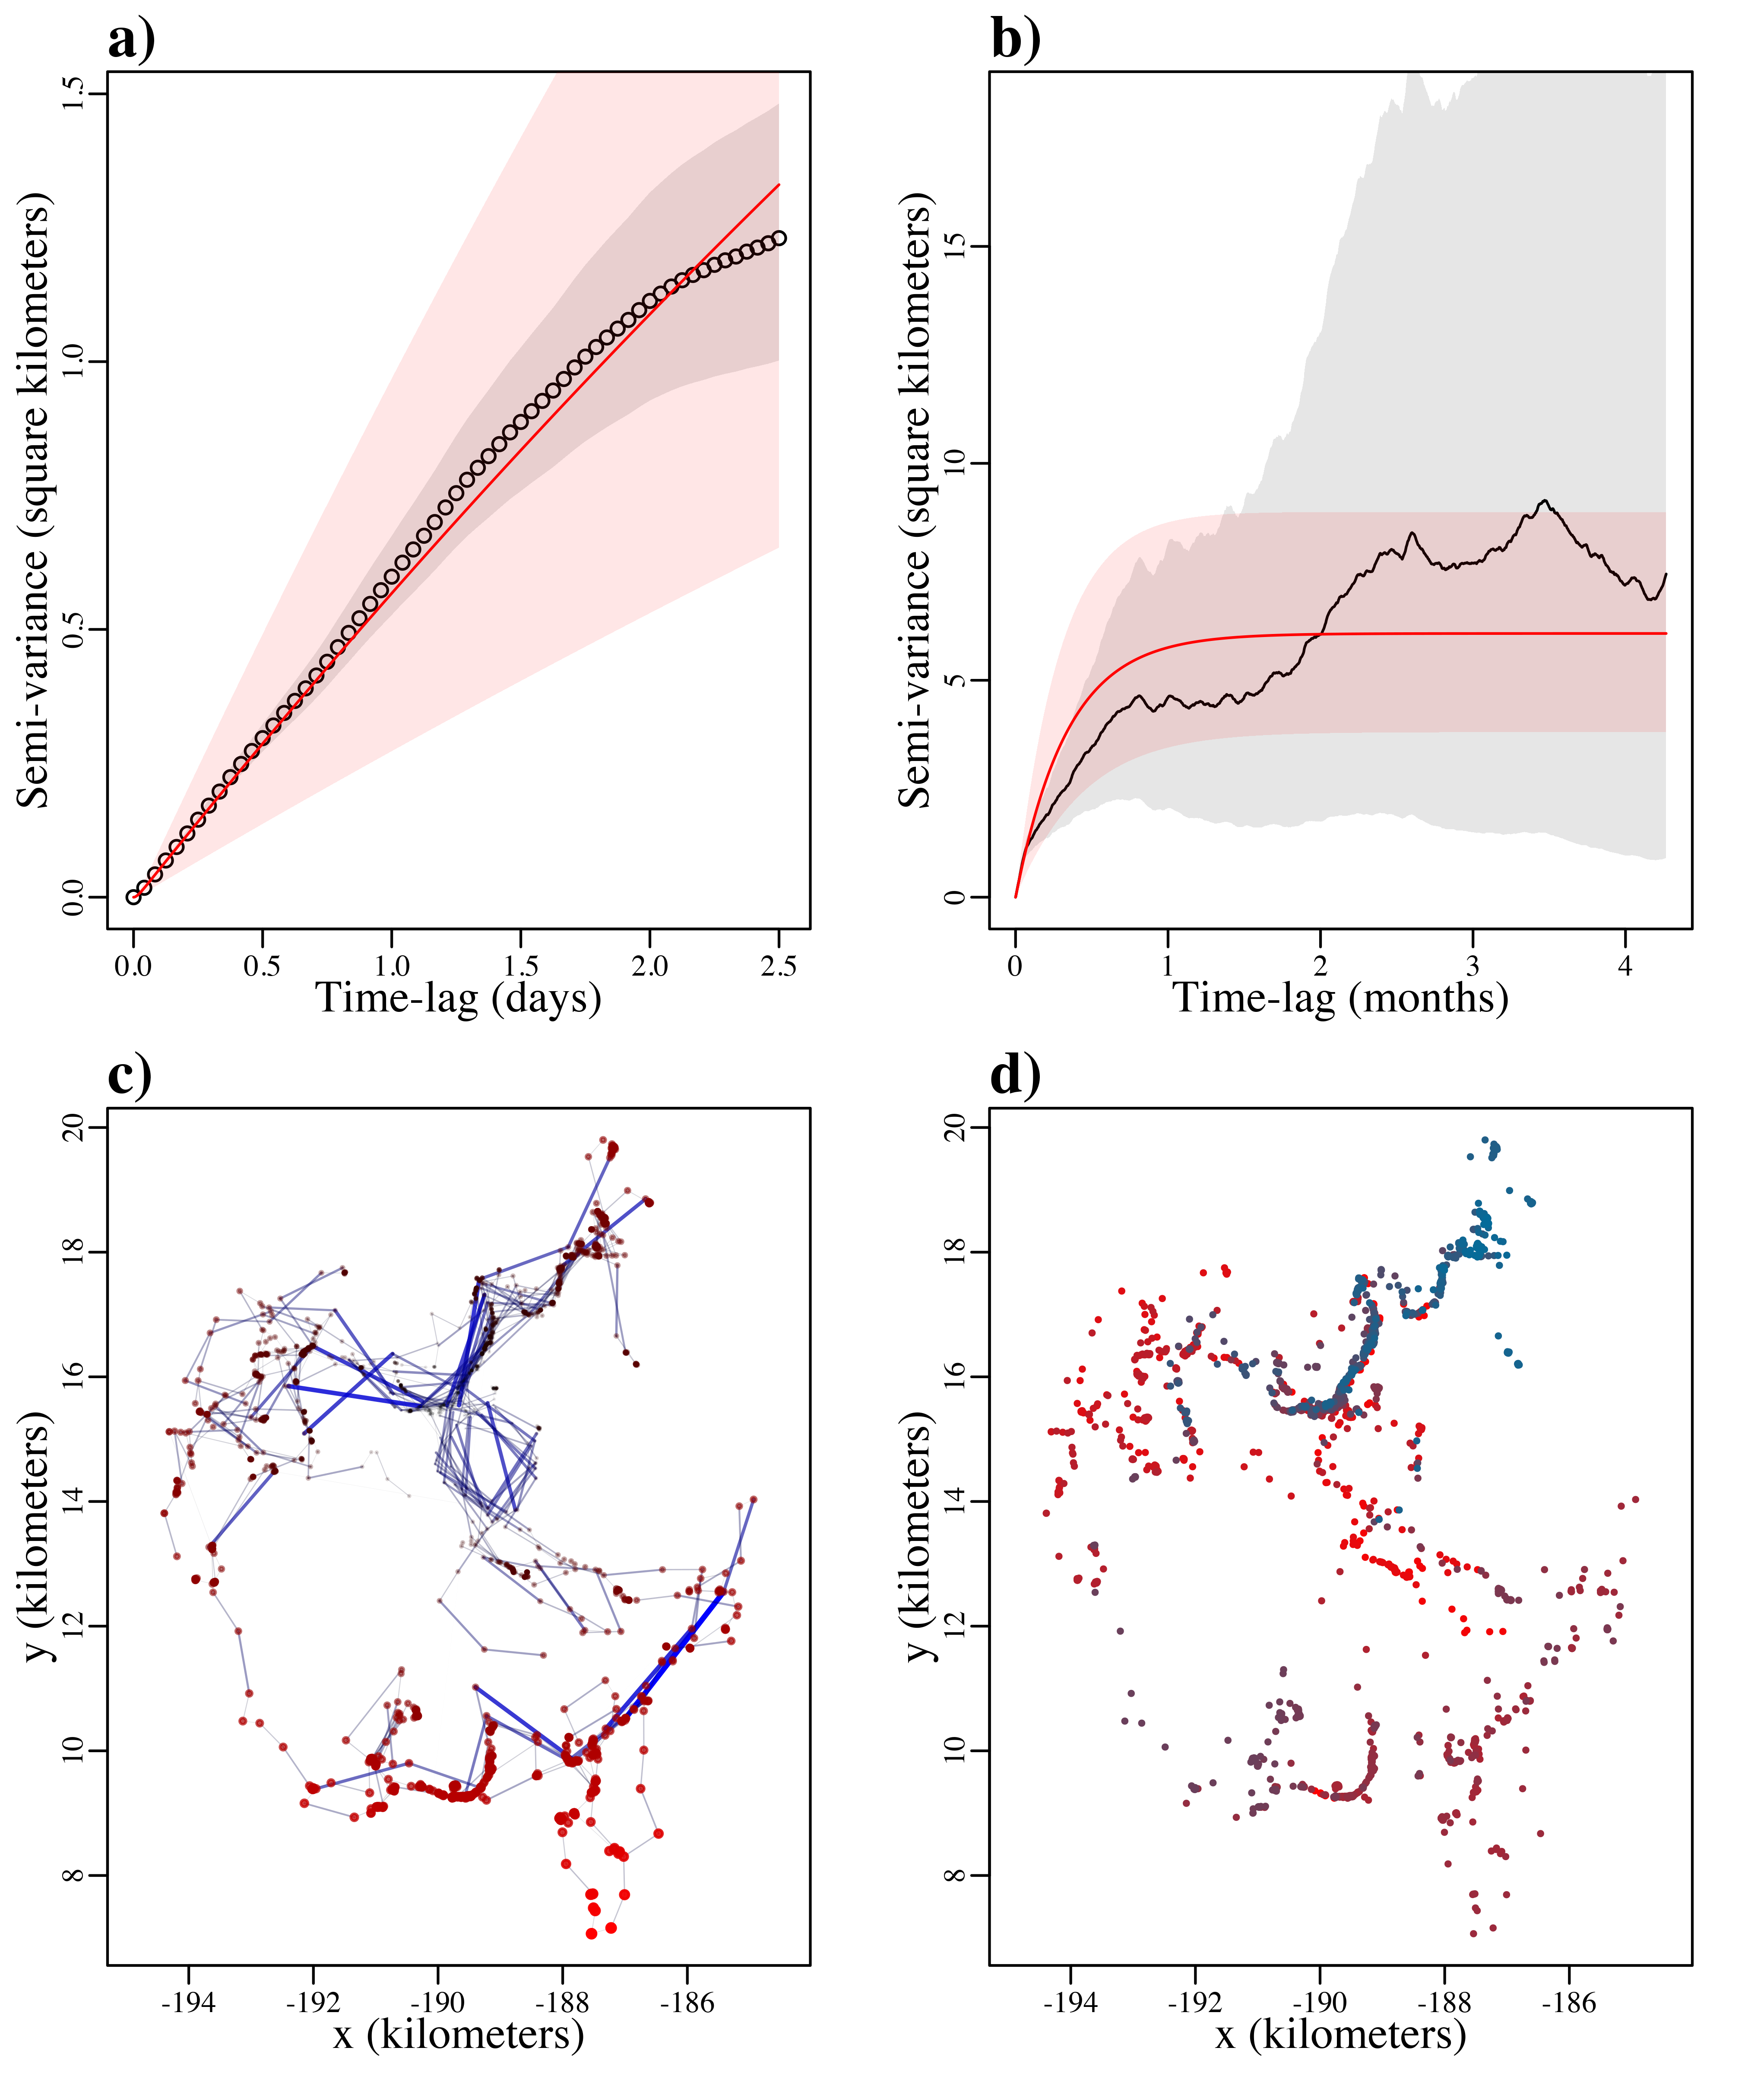 a)
Semi-variance (square kilometers)
1.5
1.0
0.5
0.0
0.0 0.5 1.0 1.5 2.0 2.5
Time-lag (days)
b)
Semi-variance (square kilometers)
15
10
5
0
0 1 2 3 4
Time-lag (months)
c)
y (kilometers)
20
18
16
14
12
10
8
-194 -192 -190 -188 -186
x (kilometers)
d)
y (kilometers)
20
18
16
14
12
10
8
-194 -192 -190 -188 -186
x (kilometers)